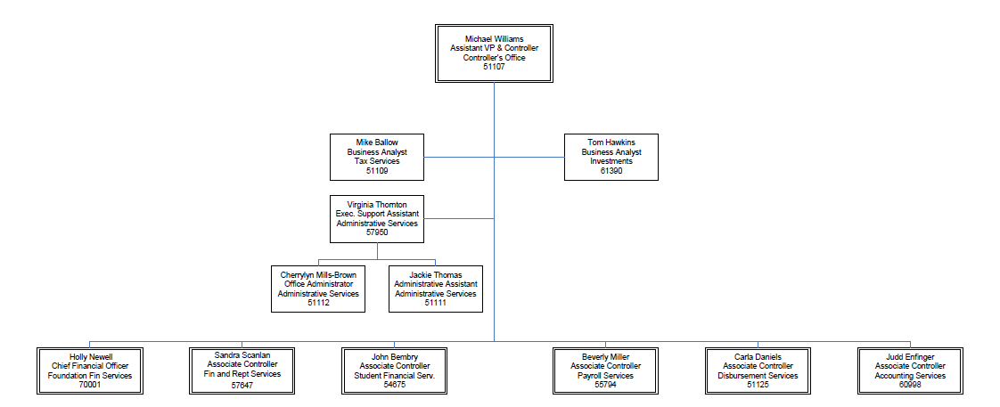 Michael Williams
Assistant VP & Controller
Controller's Office
51107
Mike Ballow
Business Analyst
Tax Services
51109
Tom Hawkins
Business Analyst
Investments
61390
Virginia Thornton
Exec. Support Assistant
Administrative Services
57950
Cherrylyn Mills-Brown
Office Administrator
Administrative Services
51112
Jackie Thomas
Administrative Assistant
Administrative Services
51111
Holly Newell
Chief Financial Officer
Foundation Fin Services
70001
Sandra Scanlan
Associate Controller
Fin and Rept Services
57647
John Bembry
Associate Controller
Student Financial Serv.
54675
Beverly Miller
Associate Controller
Payroll Services
55794
Carla Daniels
Associate Controller
Disbursement Services
51125
Judd Enfinger
Associate Controller
Accounting Services
60998